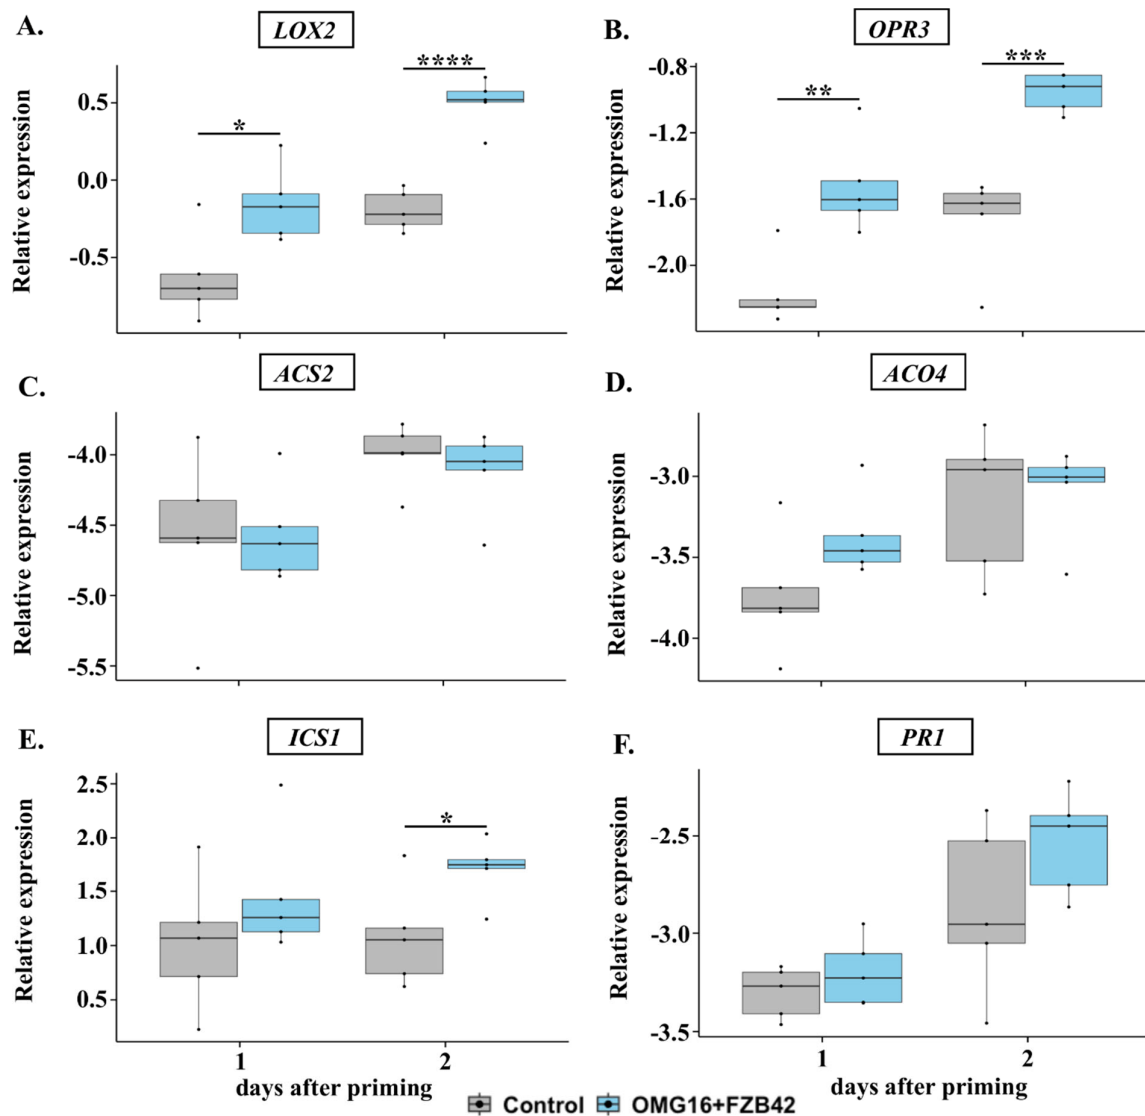 A.
LOX2
Relative expression
0.5
0.0
-0.5
*
****
B.
OPR3
Relative expression
-0.8
-1.2
-1.6
-2.0
**
***
C.
ACS2
Relative expression
-4.0
-4.5
-5.0
-5.5
D.
ACO4
Relative expression
-3.0
-3.5
-4.0
E.
ICS1
Relative expression
2.5
2.0
1.5
1.0
0.5
*
1 2
days after priming
F.
PR1
Relative expression
-2.5
-3.0
-3.5
1 2
days after priming
Control OMG16+FZB42